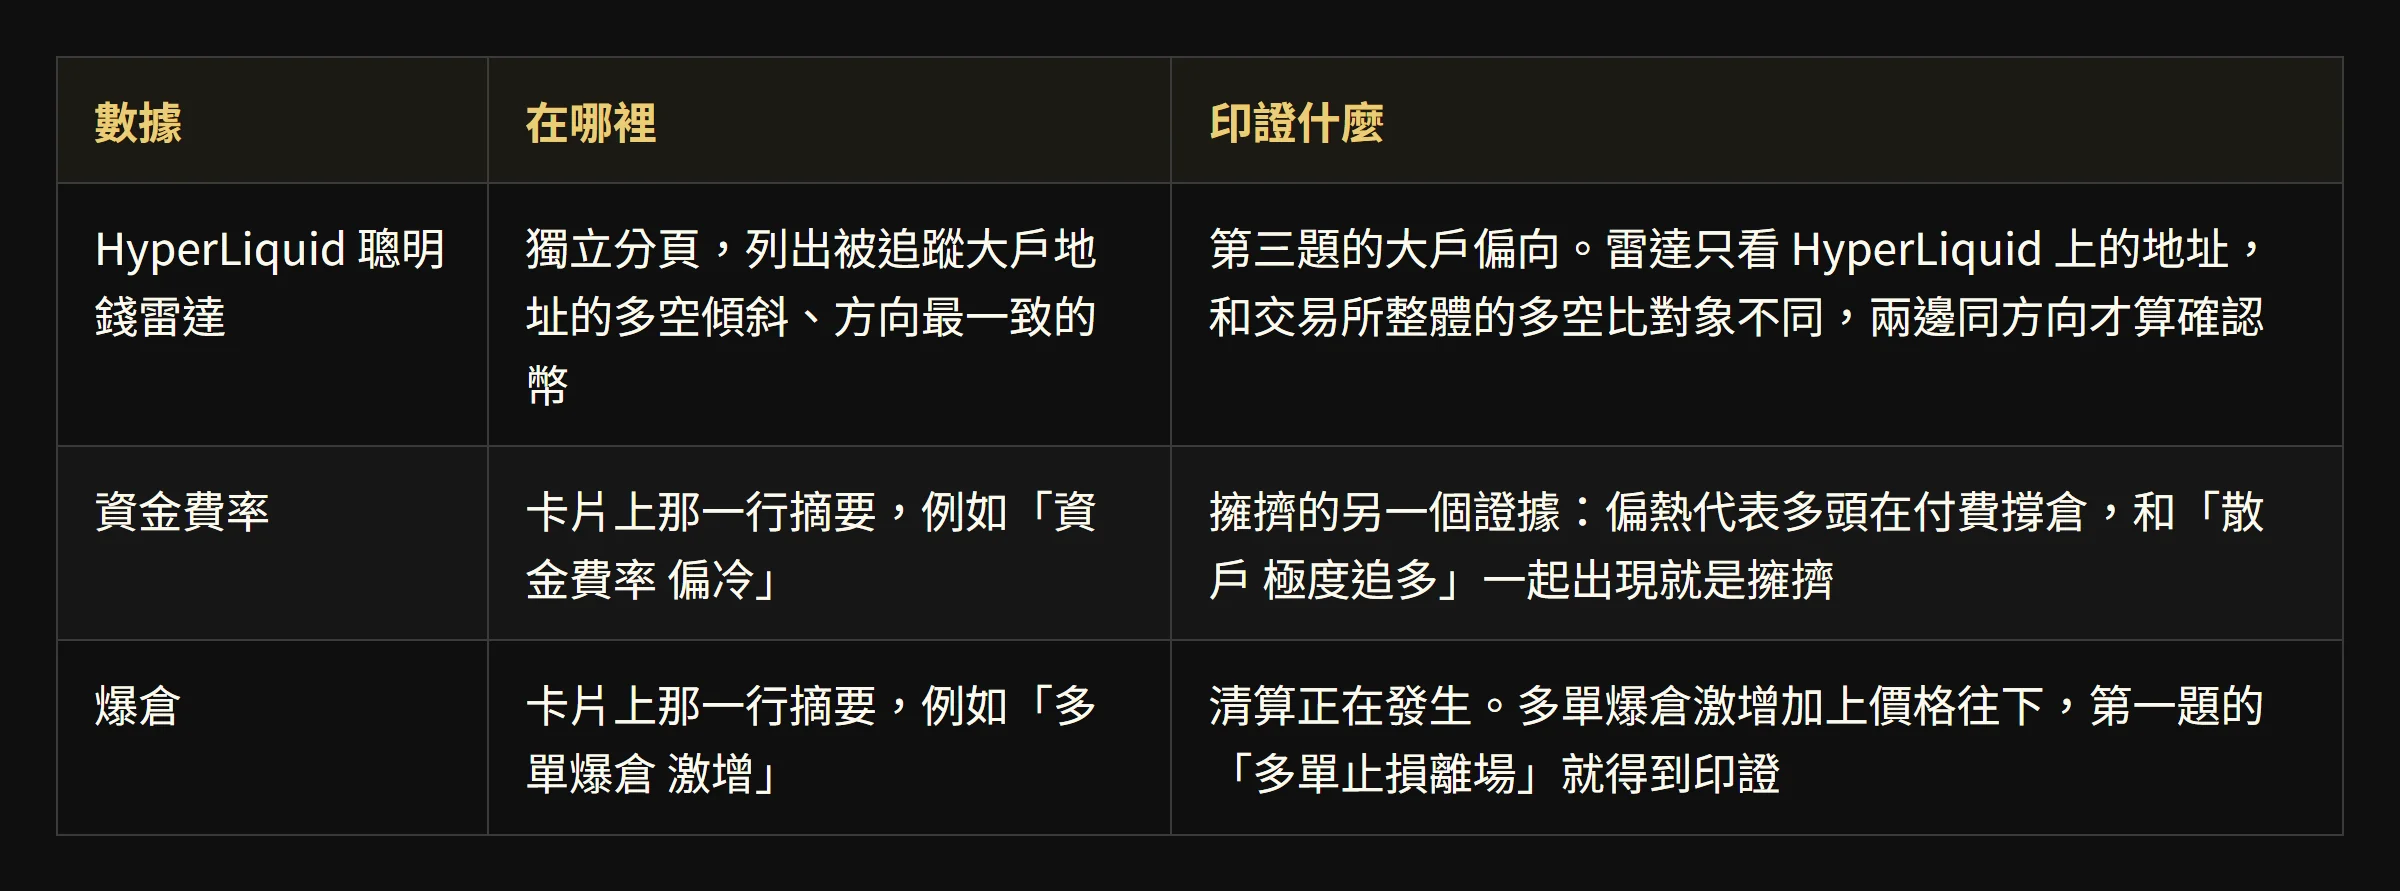 數據
在哪裡
印證什麼
HyperLiquid 聰明
錢雷達
獨立分頁，列出被追蹤大戶地
址的多空傾斜、方向最一致的
幣
第三題的大戶偏向。雷達只看 HyperLiquid 上的地址，
和交易所整體的多空比對象不同，兩邊同方向才算確認
資金費率
卡片上那一行摘要，例如「資
金費率 偏冷」
擁擠的另一個證據：偏熱代表多頭在付費撐倉，和「散
戶 極度追多」一起出現就是擁擠
爆倉
卡片上那一行摘要，例如「多
單爆倉 激增」
清算正在發生。多單爆倉激增加上價格往下，第一題的
「多單止損離場」就得到印證